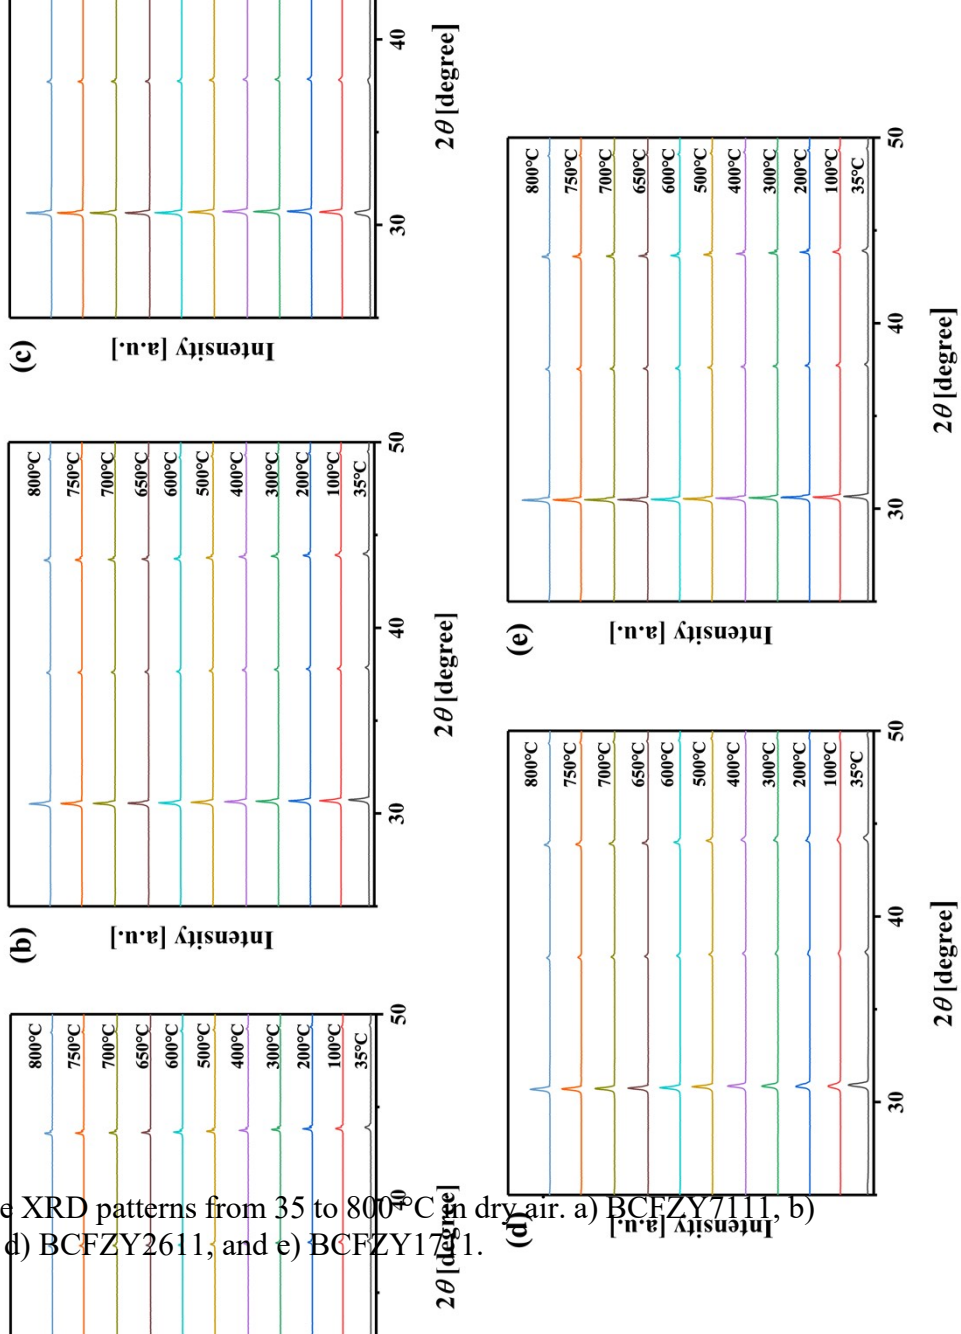 40
30
2θ [degree]
Intensity [a.u.]
(c)
50
40
30
2θ [degree]
Intensity [a.u.]
800°C
750°C
700°C
650°C
600°C
500°C
400°C
300°C
200°C
100°C
35°C
(e)
50
40
30
2θ [degree]
Intensity [a.u.]
800°C
750°C
700°C
650°C
600°C
500°C
400°C
300°C
200°C
100°C
35°C
(b)
50
40
30
2θ [degree]
Intensity [a.u.]
800°C
750°C
700°C
650°C
600°C
500°C
400°C
300°C
200°C
100°C
35°C
(d)
50
40
2θ [degree]
800°C
750°C
700°C
650°C
600°C
500°C
400°C
300°C
200°C
100°C
35°C
e XRD patterns from 35 to 800 °C in dry air. a) BCFZY7111, b)
d) BCFZY2611, and e) BCFZY1711.